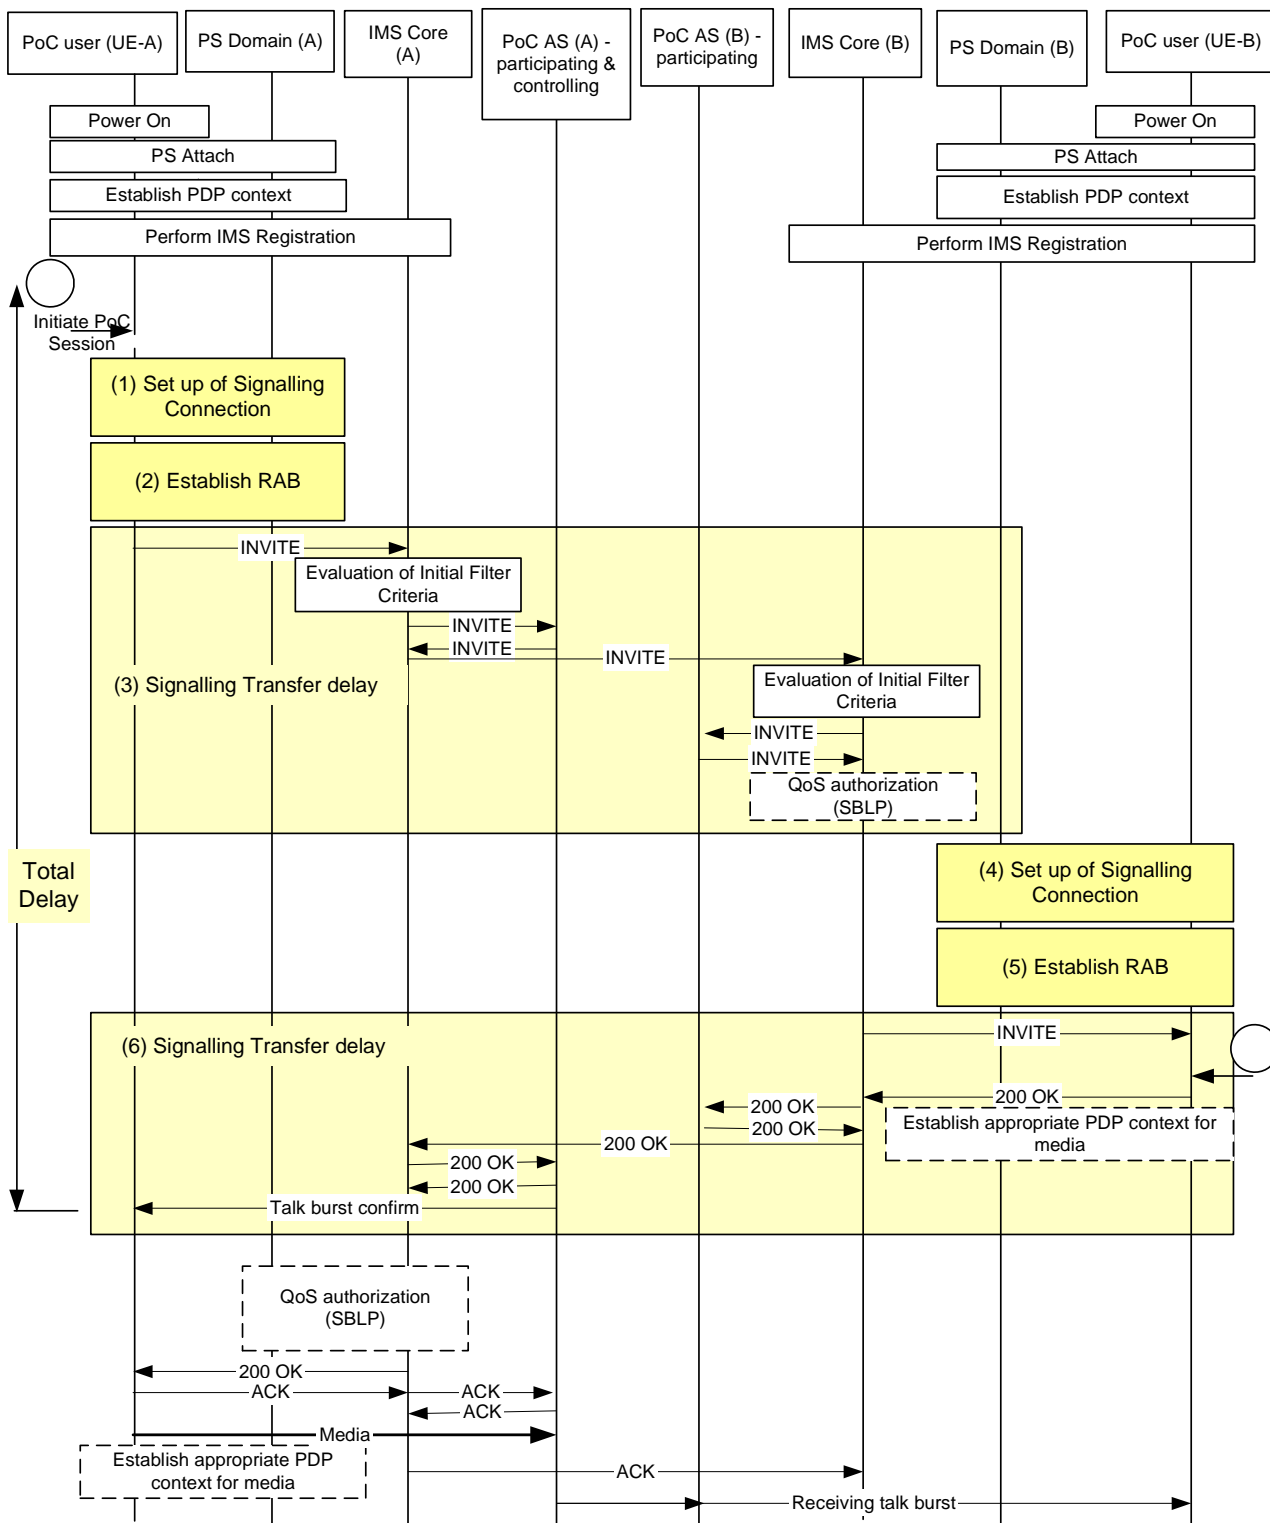 PoC user (UE-A)
PS Domain (A)
IMS Core
(A)
PoC AS (A) -
participating &
controlling
PoC AS (B) -
participating
IMS Core (B)
PS Domain (B)
PoC user (UE-B)
Power On
Power On
PS Attach
PS Attach
Establish PDP context
Establish PDP context
Perform IMS Registration
Perform IMS Registration
Initiate PoC
Session
(1) Set up of Signalling
Connection
(2) Establish RAB
INVITE
Evaluation of Initial Filter
Criteria
INVITE
INVITE
INVITE
(3) Signalling Transfer delay
Evaluation of Initial Filter
Criteria
INVITE
INVITE
QoS authorization
(SBLP)
Total
Delay
(4) Set up of Signalling
Connection
(5) Establish RAB
INVITE
(6) Signalling Transfer delay
200 OK
200 OK
200 OK
200 OK
Establish appropriate PDP context for
media
200 OK
200 OK
Talk burst confirm
QoS authorization
(SBLP)
200 OK
ACK
ACK
ACK
Media
Establish appropriate PDP
context for media
ACK
Receiving talk burst